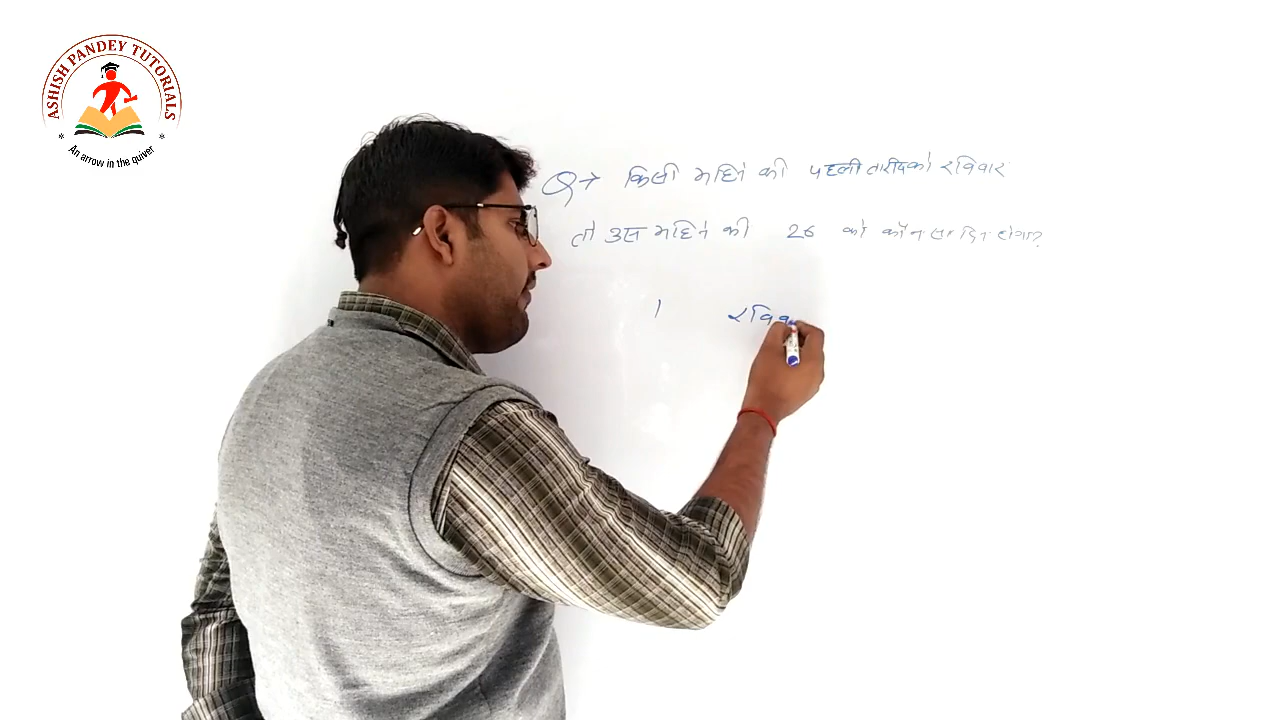 ASHISH PANDEY TUTORIALS
An arrow in the quiver
Q→ किसी महिने की पहली तारीख को रविवार
तो उस महिने की 26 को कौन सा दिन होगा?
1 रविव